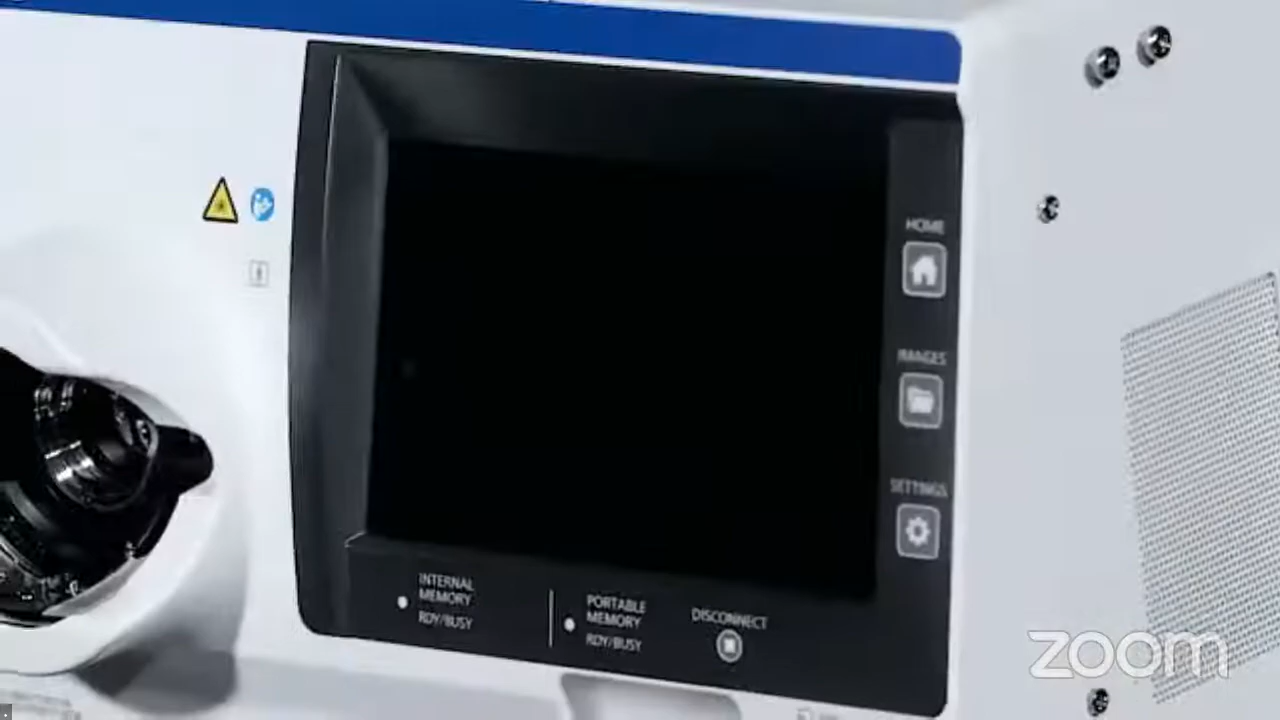 HOME
IMAGES
SETTINGS
INTERNAL
MEMORY
RDY/BUSY
PORTABLE
MEMORY
RDY/BUSY
DISCONNECT
zoom